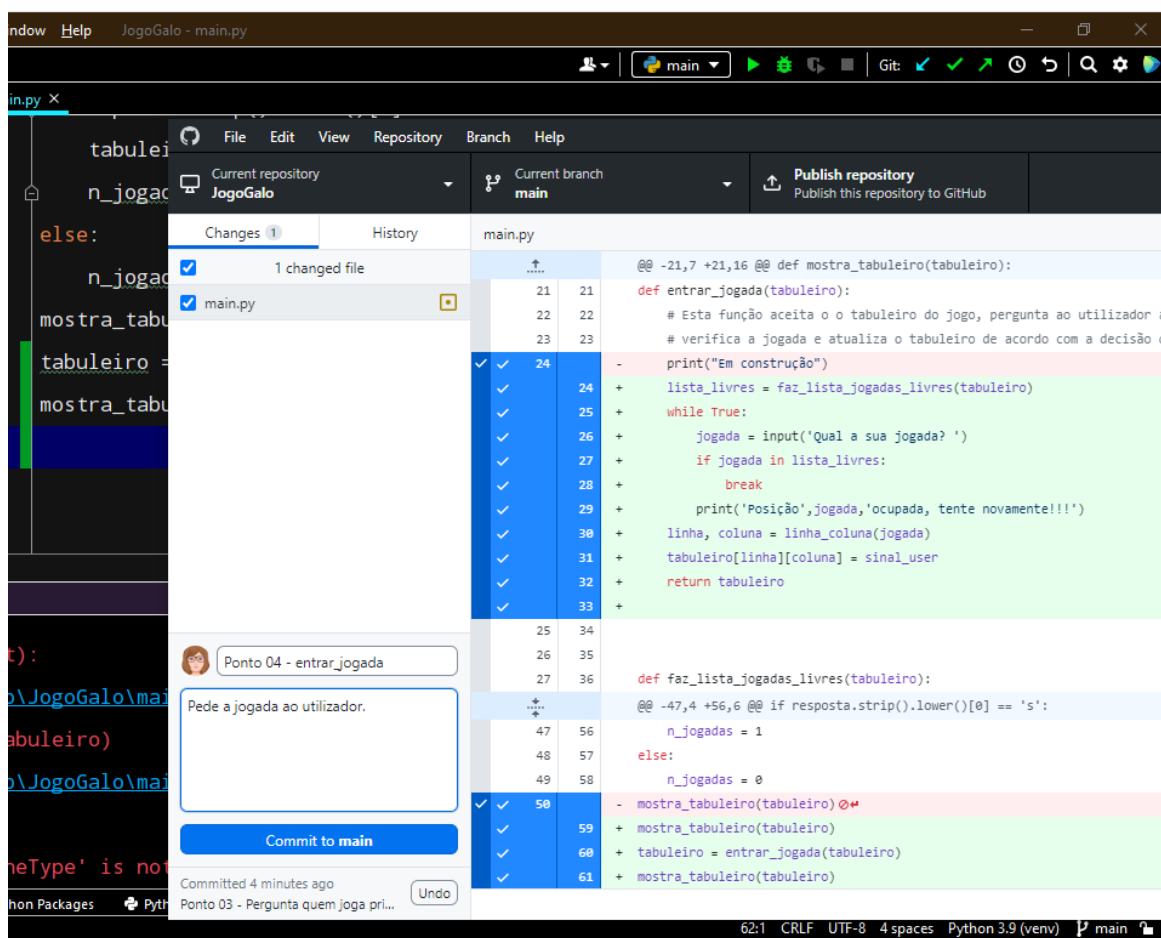 indow Help JogoGalo - main.py
main Git:
in.py
File Edit View Repository Branch Help
Current repository
JogoGalo
Current branch
main
Publish repository
Publish this repository to GitHub
tabulei
n_jogad
else:
n_jogad
mostra_tabu
tabuleiro =
mostra_tabu
Changes 1 History
1 changed file
main.py
main.py
@@ -21,7 +21,16 @@ def mostra_tabuleiro(tabuleiro):
21 21 def entrar_jogada(tabuleiro):
22 22 # Esta função aceita o o tabuleiro do jogo, pergunta ao utilizador a
23 23 # verifica a jogada e atualiza o tabuleiro de acordo com a decisão
24 - print("Em construção")
24 + lista_livres = faz_lista_jogadas_livres(tabuleiro)
25 + while True:
26 + jogada = input('Qual a sua jogada? ')
27 + if jogada in lista_livres:
28 + break
29 + print('Posição',jogada,'ocupada, tente novamente!!!')
30 + linha, coluna = linha_coluna(jogada)
31 + tabuleiro[linha][coluna] = sinal_user
32 + return tabuleiro
33 +
25 34
26 35
27 36 def faz_lista_jogadas_livres(tabuleiro):
@@ -47,4 +56,6 @@ if resposta.strip().lower()[0] == 's':
47 56 n_jogadas = 1
48 57 else:
49 58 n_jogadas = 0
50 - mostra_tabuleiro(tabuleiro)
59 + mostra_tabuleiro(tabuleiro)
60 + tabuleiro = entrar_jogada(tabuleiro)
61 + mostra_tabuleiro(tabuleiro)
Ponto 04 - entrar_jogada
Pede a jogada ao utilizador.
Commit to main
Committed 4 minutes ago
Ponto 03 - Pergunta quem joga pri...
Undo
t):
o\JogoGalo\mai
abuleiro)
o\JogoGalo\mai
neType' is not
hon Packages Pyth
62:1 CRLF UTF-8 4 spaces Python 3.9 (venv) main